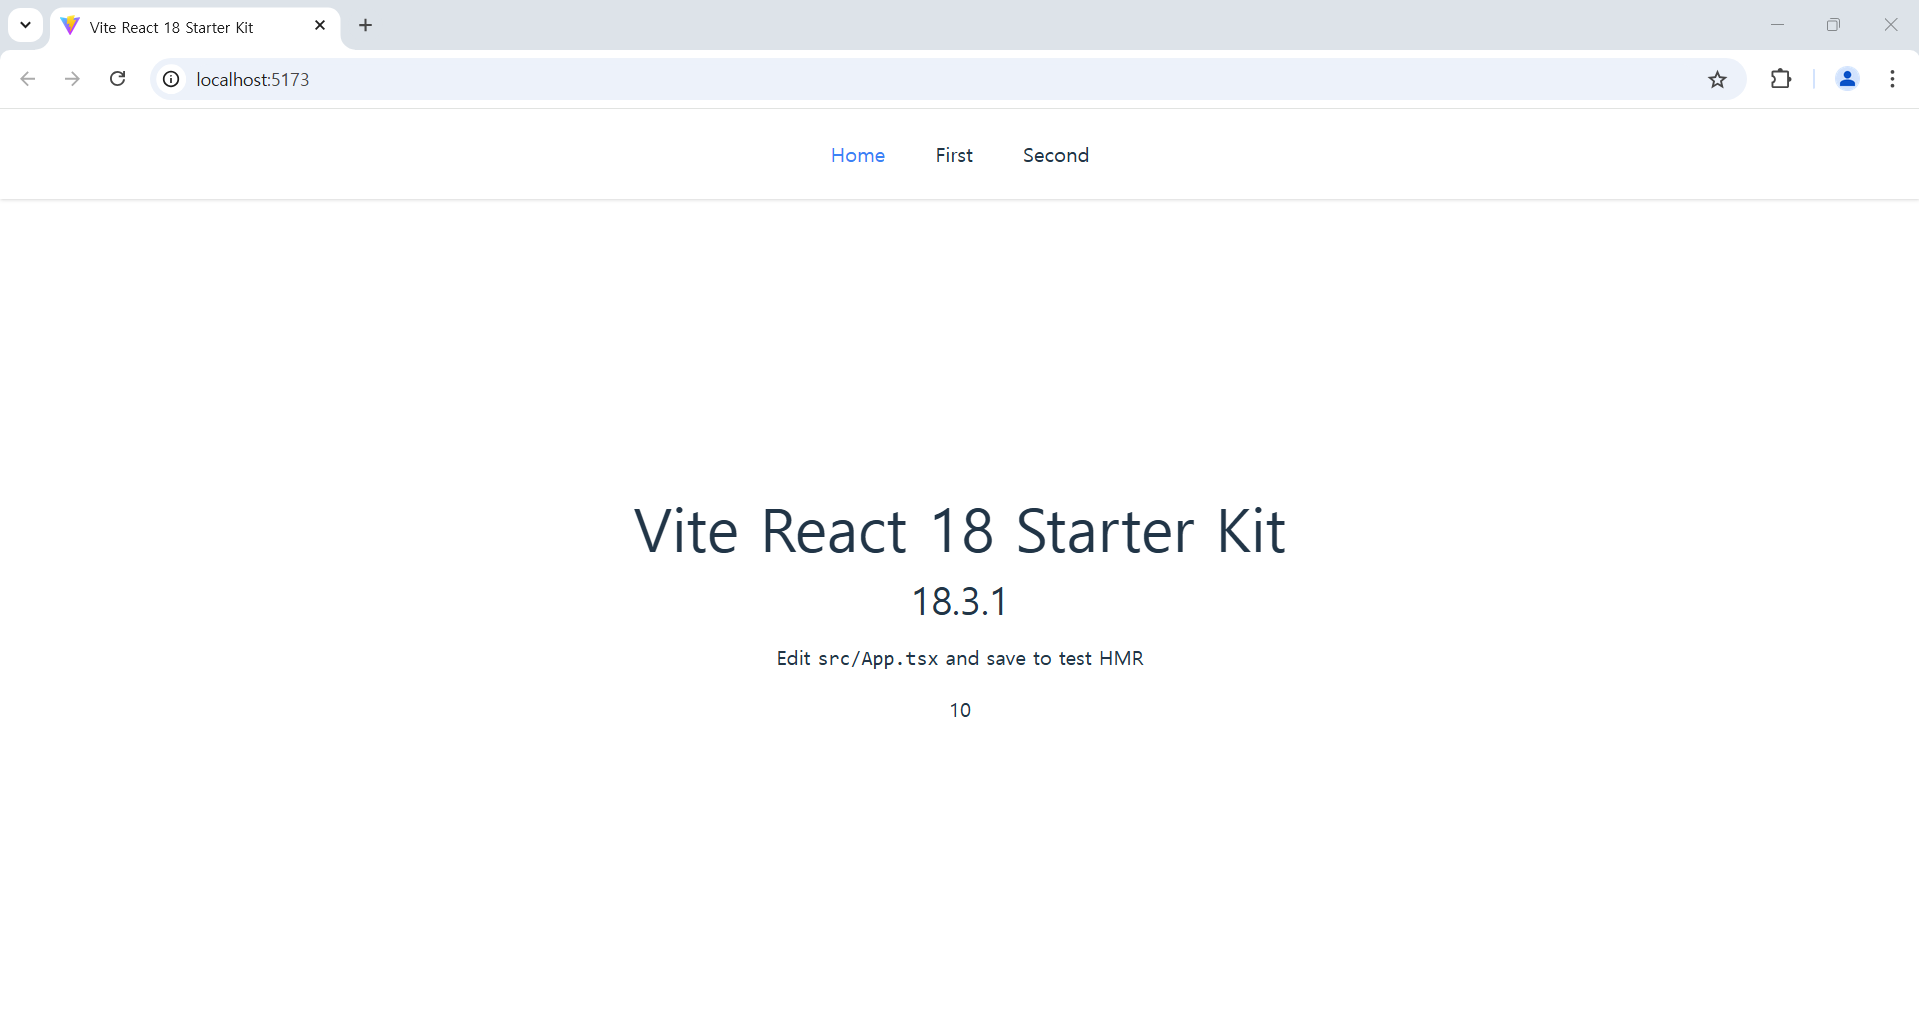 Vite React 18 Starter Kit
localhost:5173
Home First Second
Vite React 18 Starter Kit
18.3.1
Edit src/App.tsx and save to test HMR
10